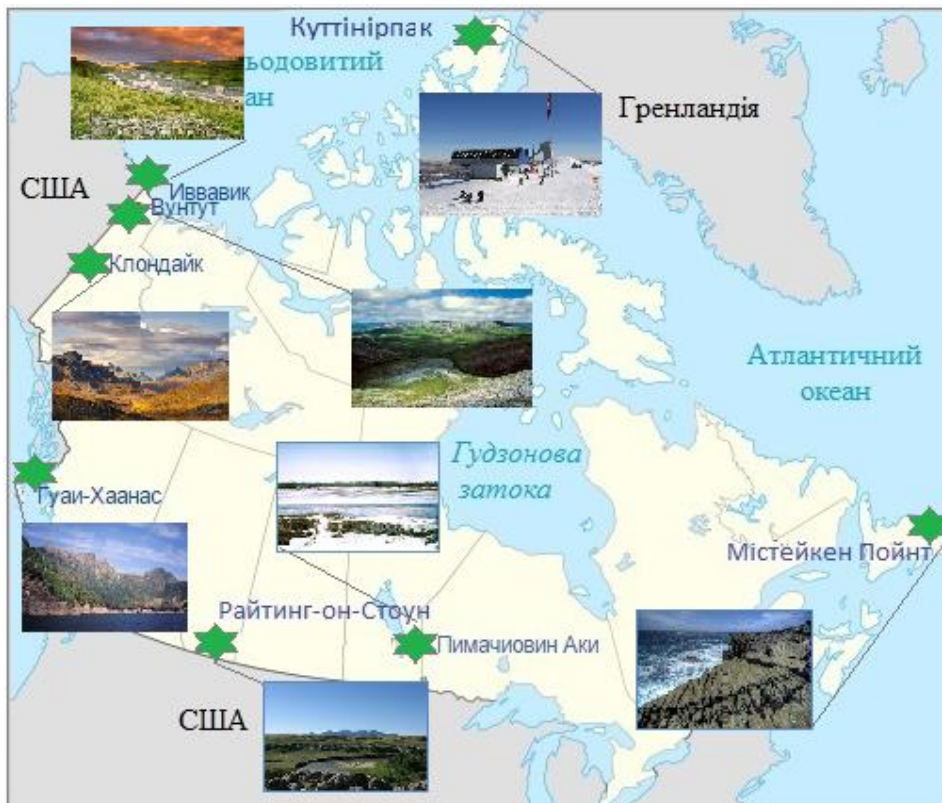 Куттінірпак
ьодовитий
ан
Гренландія
США
Иввавик
Вунтут
Клондайк
Атлантичний
океан
Гудзонова
затока
Гуаи-Хаанас
Містейкен Пойнт
Райтинг-он-Стоун
Пимачиовин Аки
США